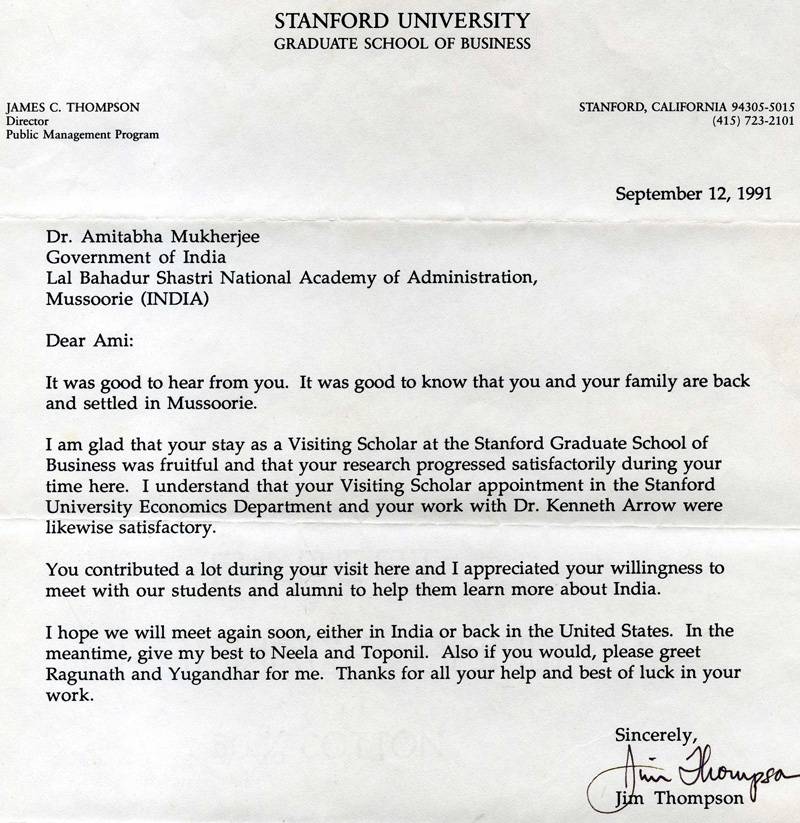 STANFORD UNIVERSITY
GRADUATE SCHOOL OF BUSINESS
JAMES C. THOMPSON
Director
Public Management Program
STANFORD, CALIFORNIA 94305-5015
(415) 723-2101
September 12, 1991
Dr. Amitabha Mukherjee
Government of India
Lal Bahadur Shastri National Academy of Administration,
Mussoorie (INDIA)
Dear Ami:
It was good to hear from you. It was good to know that you and your family are back
and settled in Mussoorie.
I am glad that your stay as a Visiting Scholar at the Stanford Graduate School of
Business was fruitful and that your research progressed satisfactorily during your
time here. I understand that your Visiting Scholar appointment in the Stanford
University Economics Department and your work with Dr. Kenneth Arrow were
likewise satisfactory.
You contributed a lot during your visit here and I appreciated your willingness to
meet with our students and alumni to help them learn more about India.
I hope we will meet again soon, either in India or back in the United States. In the
meantime, give my best to Neela and Toponil. Also if you would, please greet
Ragunath and Yugandhar for me. Thanks for all your help and best of luck in your
work.
Sincerely,
Jim Thompson
Jim Thompson